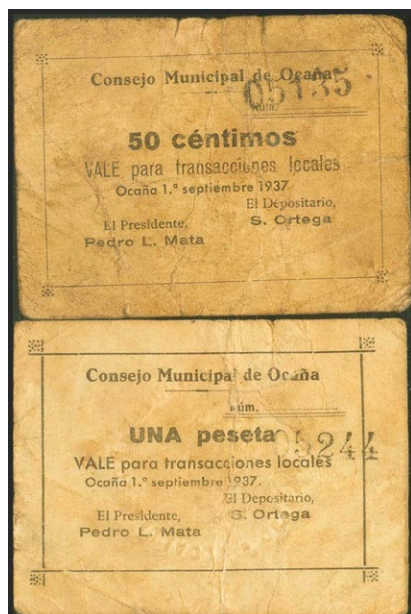 Consejo Municipal de Ocaña
05135
Núm.
50 céntimos
VALE para transacciones locales
Ocaña 1.º septiembre 1937
El Depositario,
El Presidente,
S. Ortega
Pedro L. Mata
Consejo Municipal de Ocaña
Núm.
UNA peseta
03244
VALE para transacciones locales
Ocaña 1.º septiembre 1937.
El Depositario,
El Presidente,
S. Ortega
Pedro L. Mata